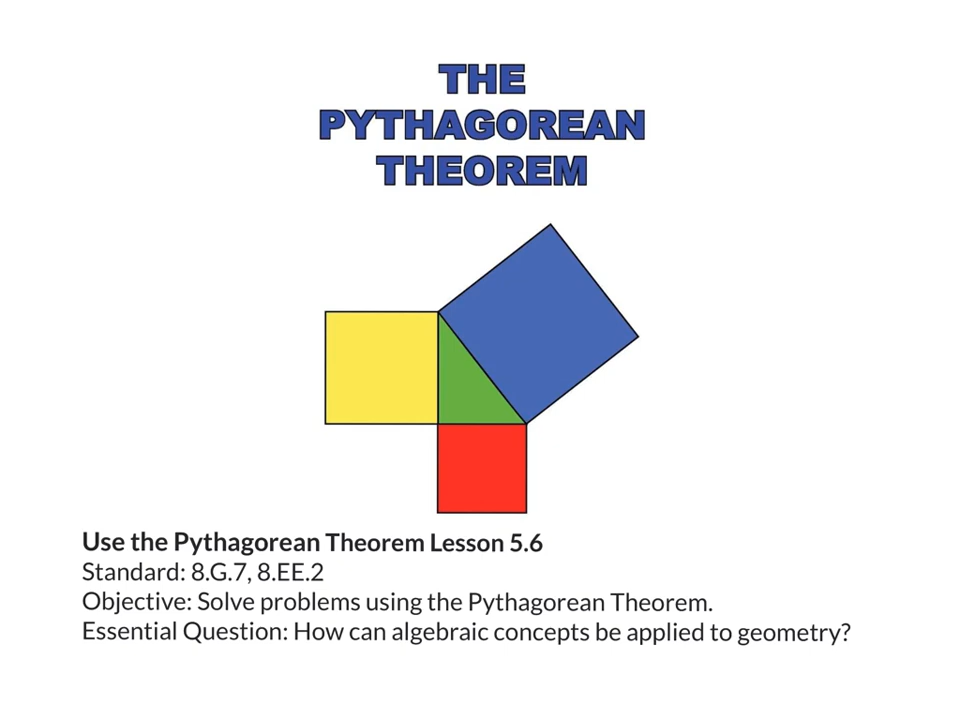 THE
PYTHAGOREAN
THEOREM
Use the Pythagorean Theorem Lesson 5.6
Standard: 8.G.7, 8.EE.2
Objective: Solve problems using the Pythagorean Theorem.
Essential Question: How can algebraic concepts be applied to geometry?